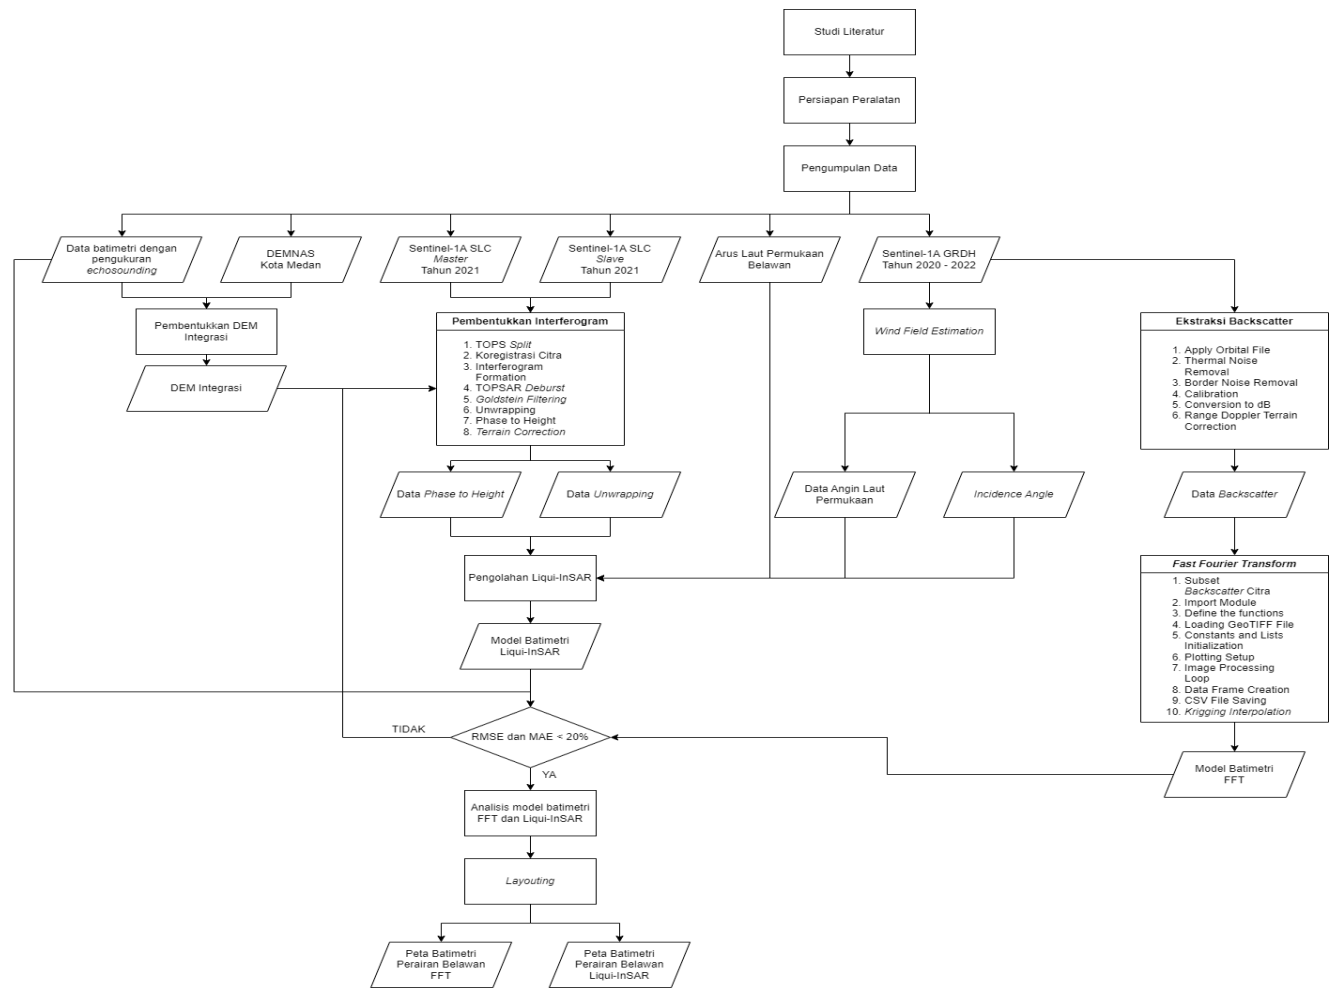 Studi Literatur
Persiapan Peralatan
Pengumpulan Data
Data batimetri dengan
pengukuran
echosounding
DEMNAS
Kota Medan
Sentinel-1A SLC
Master
Tahun 2021
Sentinel-1A SLC
Slave
Tahun 2021
Arus Laut Permukaan
Belawan
Sentinel-1A GRDH
Tahun 2020 - 2022
Pembentukkan DEM
Integrasi
DEM Integrasi
Pembentukkan Interferogram
1. TOPS Split
2. Koregistrasi Citra
3. Interferogram
Formation
4. TOPSAR Deburst
5. Goldstein Filtering
6. Unwrapping
7. Phase to Height
8. Terrain Correction
Wind Field Estimation
Ekstraksi Backscatter
1. Apply Orbital File
2. Thermal Noise
Removal
3. Border Noise Removal
4. Calibration
5. Conversion to dB
6. Range Doppler Terrain
Correction
Data Phase to Height
Data Unwrapping
Data Angin Laut
Permukaan
Incidence Angle
Data Backscatter
Pengolahan Liqui-InSAR
Fast Fourier Transform
1. Subset
Backscatter Citra
2. Import Module
3. Define the functions
4. Loading GeoTIFF File
5. Constants and Lists
Initialization
6. Plotting Setup
7. Image Processing
Loop
8. Data Frame Creation
9. CSV File Saving
10. Krigging Interpolation
Model Batimetri
Liqui-InSAR
TIDAK
RMSE dan MAE < 20%
YA
Model Batimetri
FFT
Analisis model batimetri
FFT dan Liqui-InSAR
Layouting
Peta Batimetri
Perairan Belawan
FFT
Peta Batimetri
Perairan Belawan
Liqui-InSAR